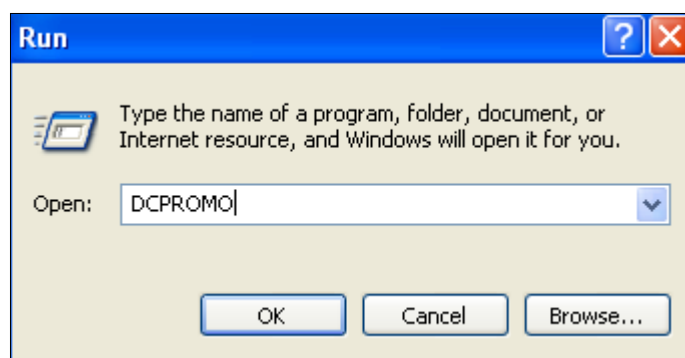 Run
Type the name of a program, folder, document, or
Internet resource, and Windows will open it for you.
Open: DCPROMO
OK Cancel Browse...